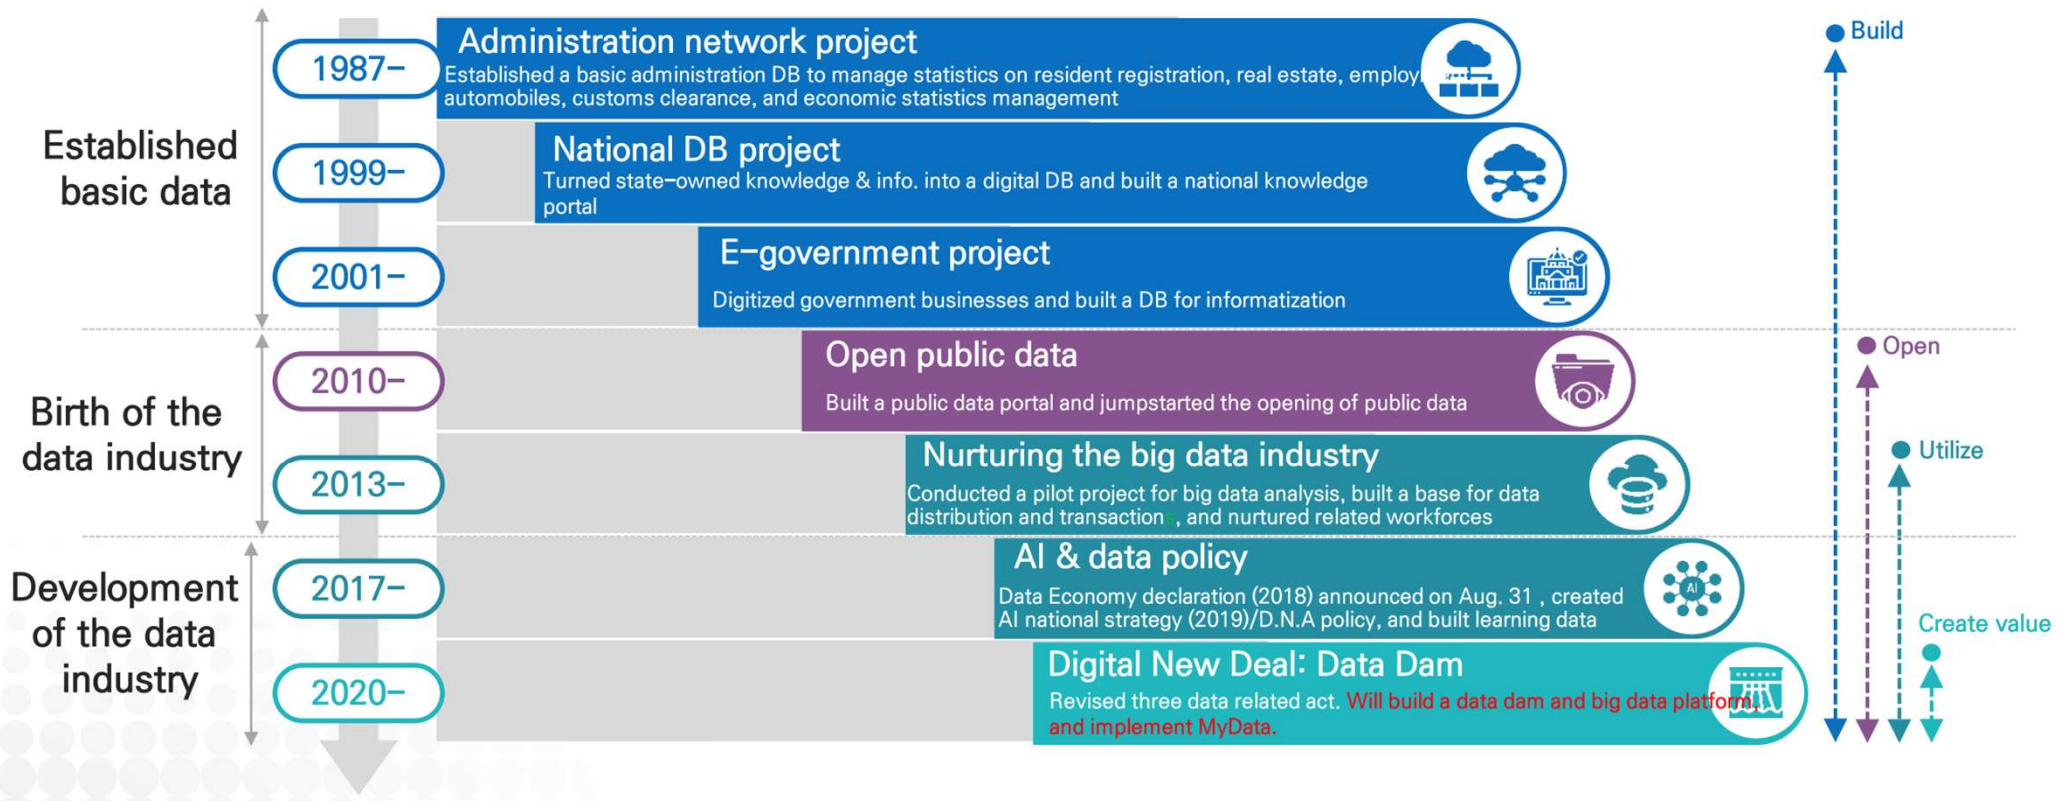 Established
basic data
1987-
Administration network project
Established a basic administration DB to manage statistics on resident registration, real estate,
automobiles, customs clearance, and economic statistics management
1999-
National DB project
Turned state-owned knowledge & info. into a digital DB and built a national knowledge
portal
2001-
E-government project
Digitized government businesses and built a DB for informatization
Birth of the
data industry
2010-
Open public data
Built a public data portal and jumpstarted the opening of public data
2013-
Nurturing the big data industry
Conducted a pilot project for big data analysis, built a base for data
distribution and transactions, and nurtured related workforces
Development
of the data
industry
2017-
AI & data policy
Data Economy declaration (2018) announced on Aug. 31 , created
AI national strategy (2019)/D.N.A policy, and built learning data
AI
2020-
Digital New Deal: Data Dam
Revised three data related act. Will build a data dam and big data platform,
and implement MyData.
Build
Open
Utilize
Create value